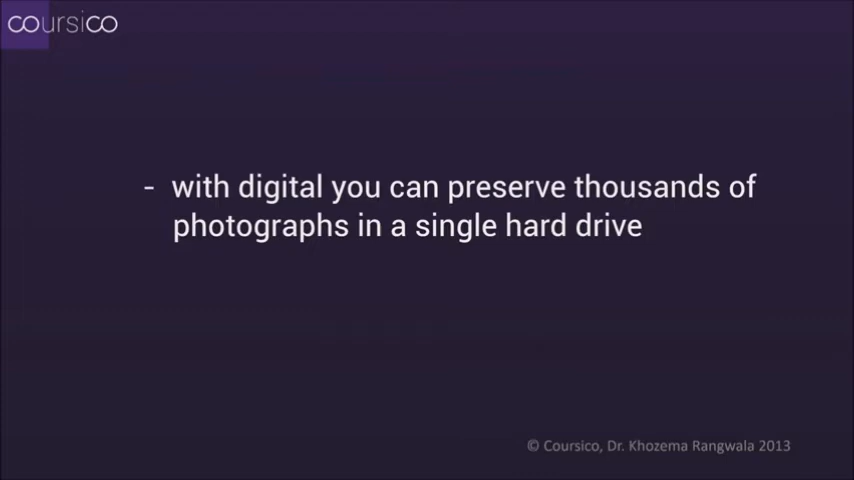 coursico
- with digital you can preserve thousands of
photographs in a single hard drive
© Coursico, Dr. Khozema Rangwala 2013